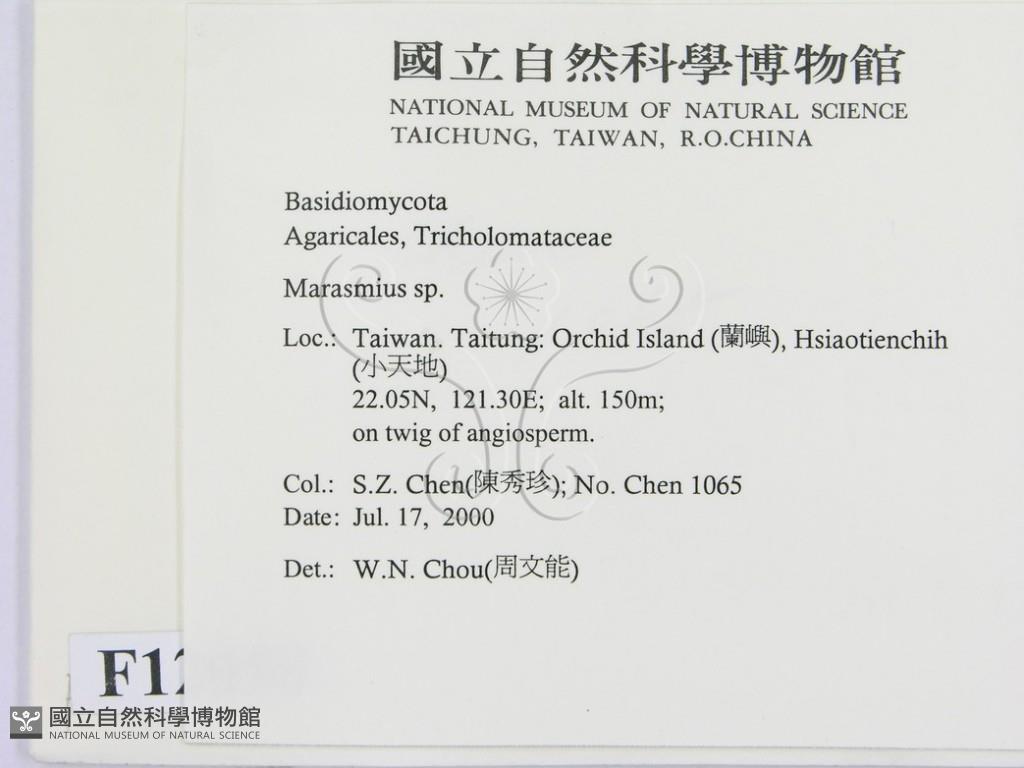 國立自然科學博物館
NATIONAL MUSEUM OF NATURAL SCIENCE
TAICHUNG, TAIWAN, R.O.CHINA
Basidiomycota
Agaricales, Tricholomataceae
Marasmius sp.
Loc.: Taiwan. Taitung: Orchid Island (蘭嶼), Hsiaotienchih
(小天地)
22.05N, 121.30E; alt. 150m;
on twig of angiosperm.
Col.: S.Z. Chen(陳秀珍); No. Chen 1065
Date: Jul. 17, 2000
Det.: W.N. Chou(周文能)
國立自然科學博物館
NATIONAL MUSEUM OF NATURAL SCIENCE